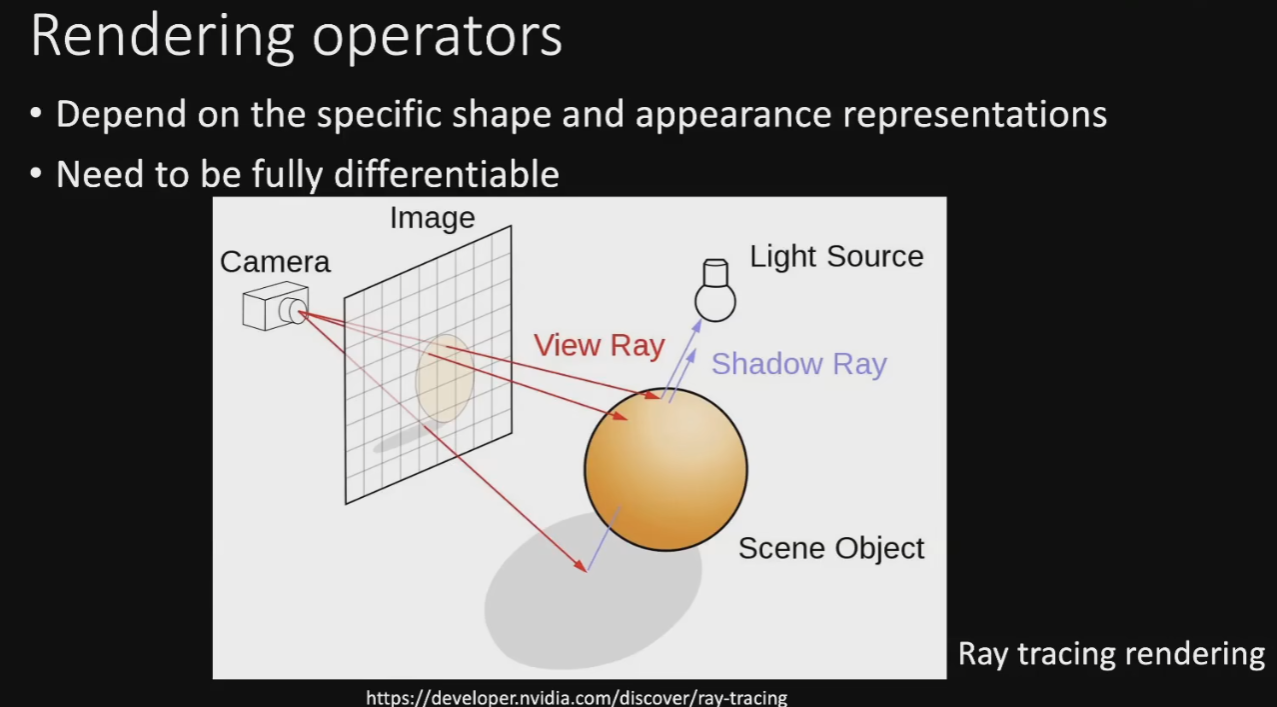 Rendering operators
• Depend on the specific shape and appearance representations
• Need to be fully differentiable
Image
Camera
Light Source
View Ray
Shadow Ray
Scene Object
Ray tracing rendering
https://developer.nvidia.com/discover/ray-tracing